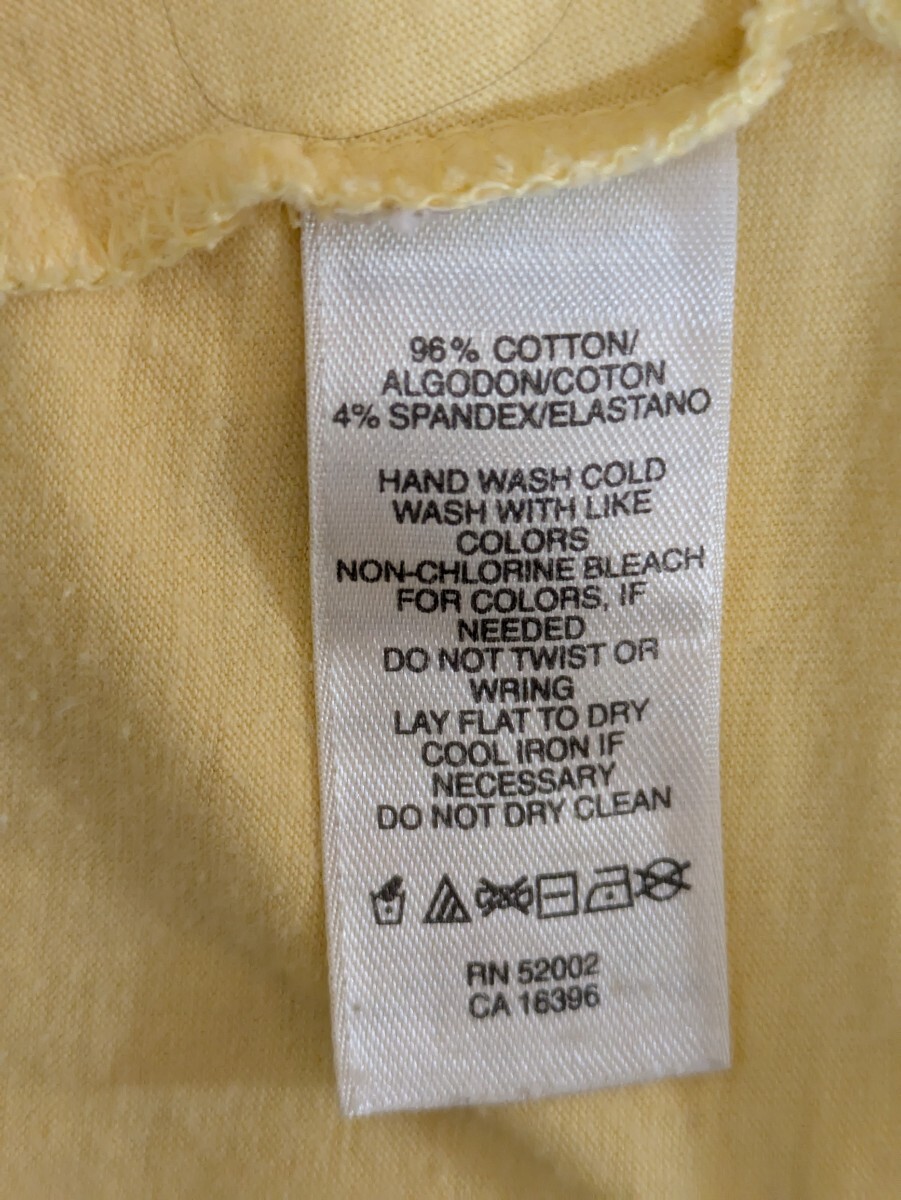 96% COTTON/
ALGODON/COTON
4% SPANDEX/ELASTANO
HAND WASH COLD
WASH WITH LIKE
COLORS
NON-CHLORINE BLEACH
FOR COLORS, IF
NEEDED
DO NOT TWIST OR
WRING
LAY FLAT TO DRY
COOL IRON IF
NECESSARY
DO NOT DRY CLEAN
RN 52002
CA 16396